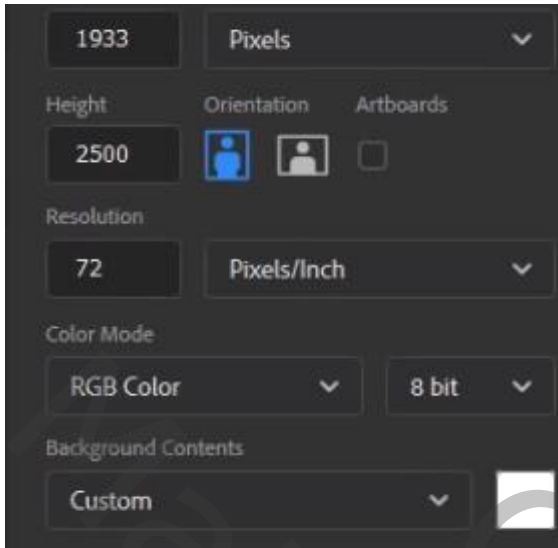 1933 Pixels
Height Orientation Artboards
2500
Resolution
72 Pixels/Inch
Color Mode
RGB Color 8 bit
Background Contents
Custom